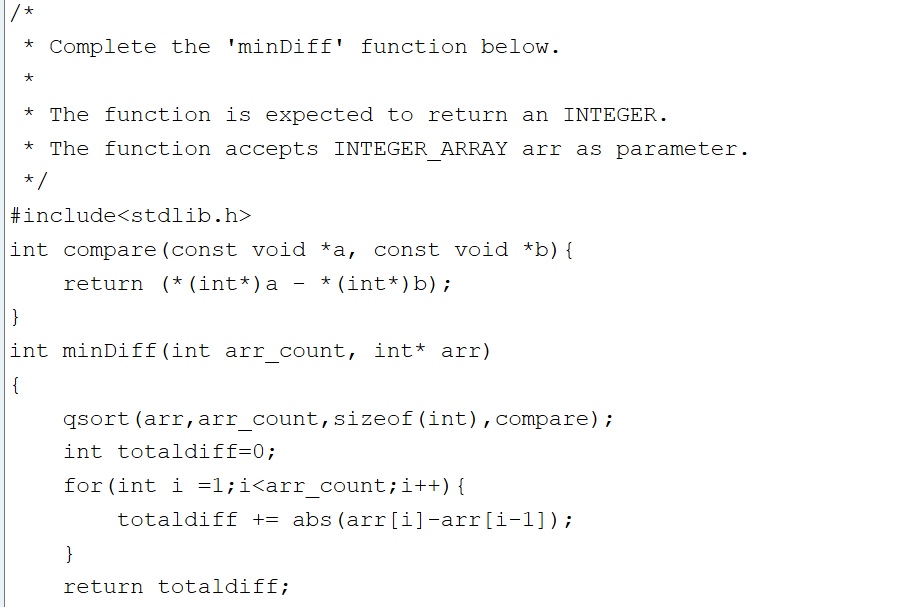 /*
 * Complete the 'minDiff' function below.
 *
 * The function is expected to return an INTEGER.
 * The function accepts INTEGER_ARRAY arr as parameter.
 */
#include<stdlib.h>
int compare(const void *a, const void *b){
    return (*(int*)a - *(int*)b);
}
int minDiff(int arr_count, int* arr)
{
    qsort(arr,arr_count,sizeof(int),compare);
    int totaldiff=0;
    for(int i =1;i<arr_count;i++){
        totaldiff += abs(arr[i]-arr[i-1]);
    }
    return totaldiff;